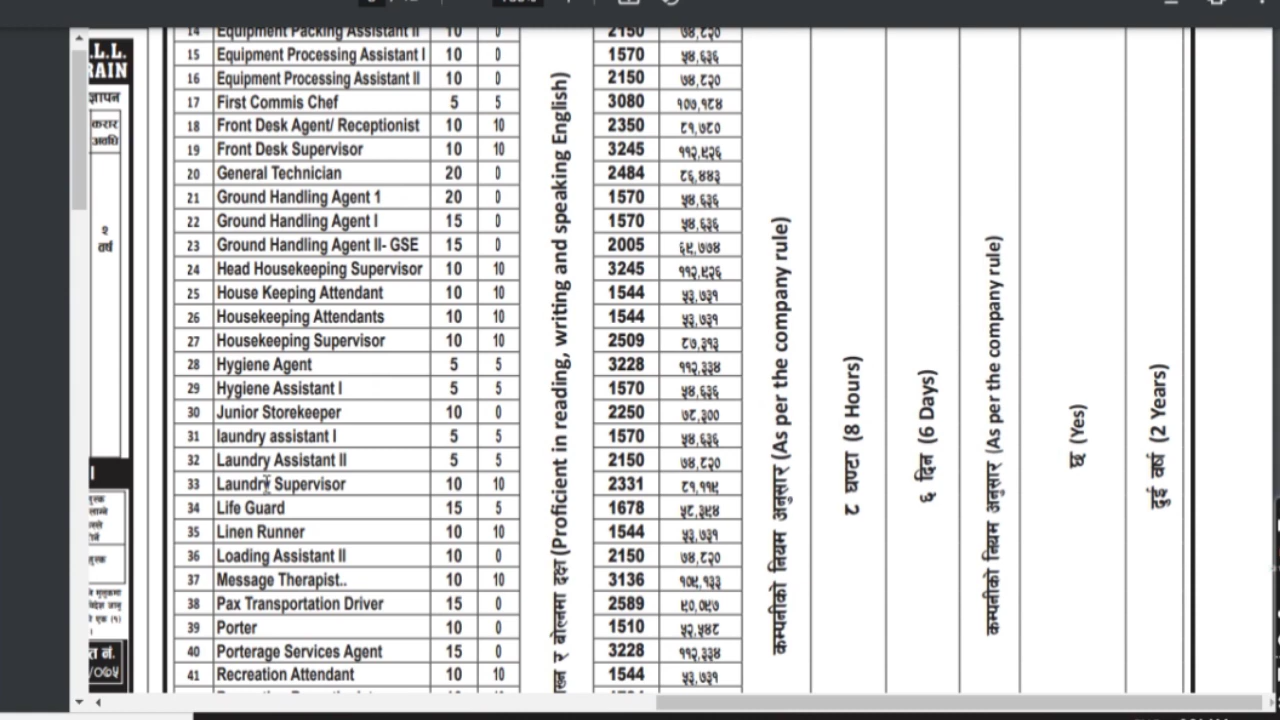 .L.L.
RAIN
ज्ञापन
करार
अवधि
२
वर्ष
14 Equipment Packing Assistant II 10 0 2150 ७४,८२०
15 Equipment Processing Assistant I 10 0 1570 ५४,६३६
16 Equipment Processing Assistant II 10 0 2150 ७४,८२०
17 First Commis Chef 5 5 3080 १०७,१८४
18 Front Desk Agent/ Receptionist 10 10 2350 ८१,७८०
19 Front Desk Supervisor 10 10 3245 ११२,९२६
20 General Technician 20 0 2484 ८६,४४३
21 Ground Handling Agent 1 20 0 1570 ५४,६३६
22 Ground Handling Agent I 15 0 1570 ५४,६३६
23 Ground Handling Agent II- GSE 15 0 2005 ६९,७७४
24 Head Housekeeping Supervisor 10 10 3245 ११२,९२६
25 House Keeping Attendant 10 10 1544 ५३,७३१
26 Housekeeping Attendants 10 10 1544 ५३,७३१
27 Housekeeping Supervisor 10 10 2509 ८७,३१३
28 Hygiene Agent 5 5 3228 ११२,३३४
29 Hygiene Assistant I 5 5 1570 ५४,६३६
30 Junior Storekeeper 10 0 2250 ७८,३००
31 laundry assistant I 5 5 1570 ५४,६३६
32 Laundry Assistant II 5 5 2150 ७४,८२०
33 Laundry Supervisor 10 10 2331 ८१,११९
34 Life Guard 15 5 1678 ५८,३९४
35 Linen Runner 10 10 1544 ५३,७३१
36 Loading Assistant II 10 0 2150 ७४,८२०
37 Message Therapist.. 10 10 3136 १०९,१३३
38 Pax Transportation Driver 15 0 2589 ९०,०९७
39 Porter 10 0 1510 ५२,५४८
40 Porterage Services Agent 15 0 3228 ११२,३३४
41 Recreation Attendant 10 10 1544 ५३,७३१
र बोल्नमा दक्ष (Proficient in reading, writing and speaking English)
कम्पनीको नियम अनुसार (As per the company rule)
८ घण्टा (8 Hours)
६ दिन (6 Days)
कम्पनीको नियम अनुसार (As per the company rule)
छ (Yes)
दुई वर्ष (2 Years)